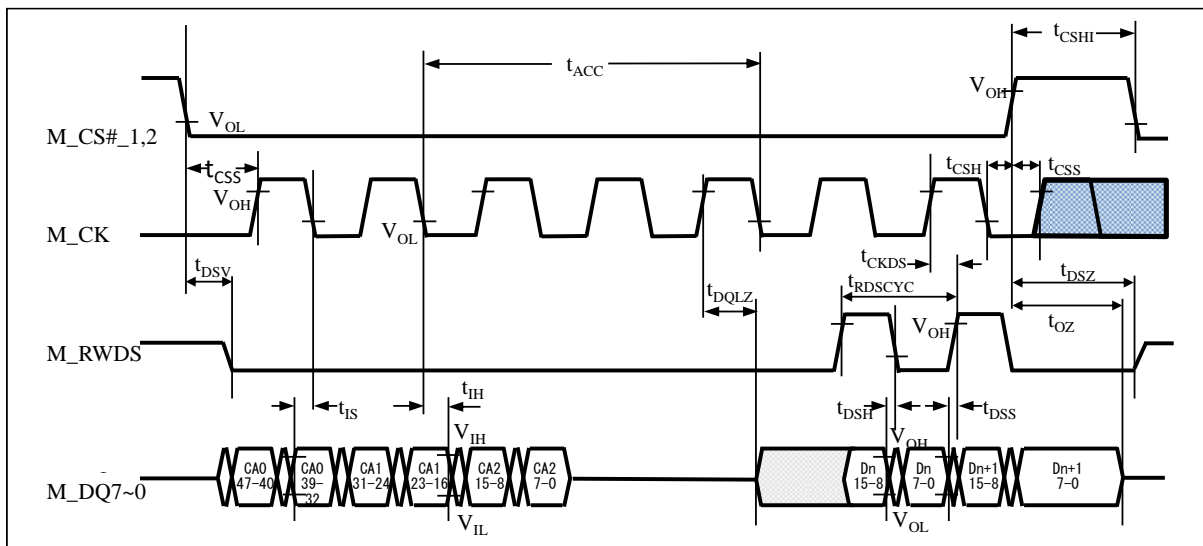 tCSHI
tACC
VOH
VOL
M_CS#_1,2
tCSS
tCSH
tCSS
VOH
VOL
M_CK
tCKDS
tDSV
tDSZ
tRDSCYC
tDQLZ
tOZ
VOH
M_RWDS
tIH
tIS
tDSH
tDSS
VIH
VOH
CA0 47-40
CA0 39-32
CA1 31-24
CA1 23-16
CA2 15-8
CA2 7-0
Dn 15-8
Dn 7-0
Dn+1 15-8
Dn+1 7-0
M_DQ7~0
VIL
VOL